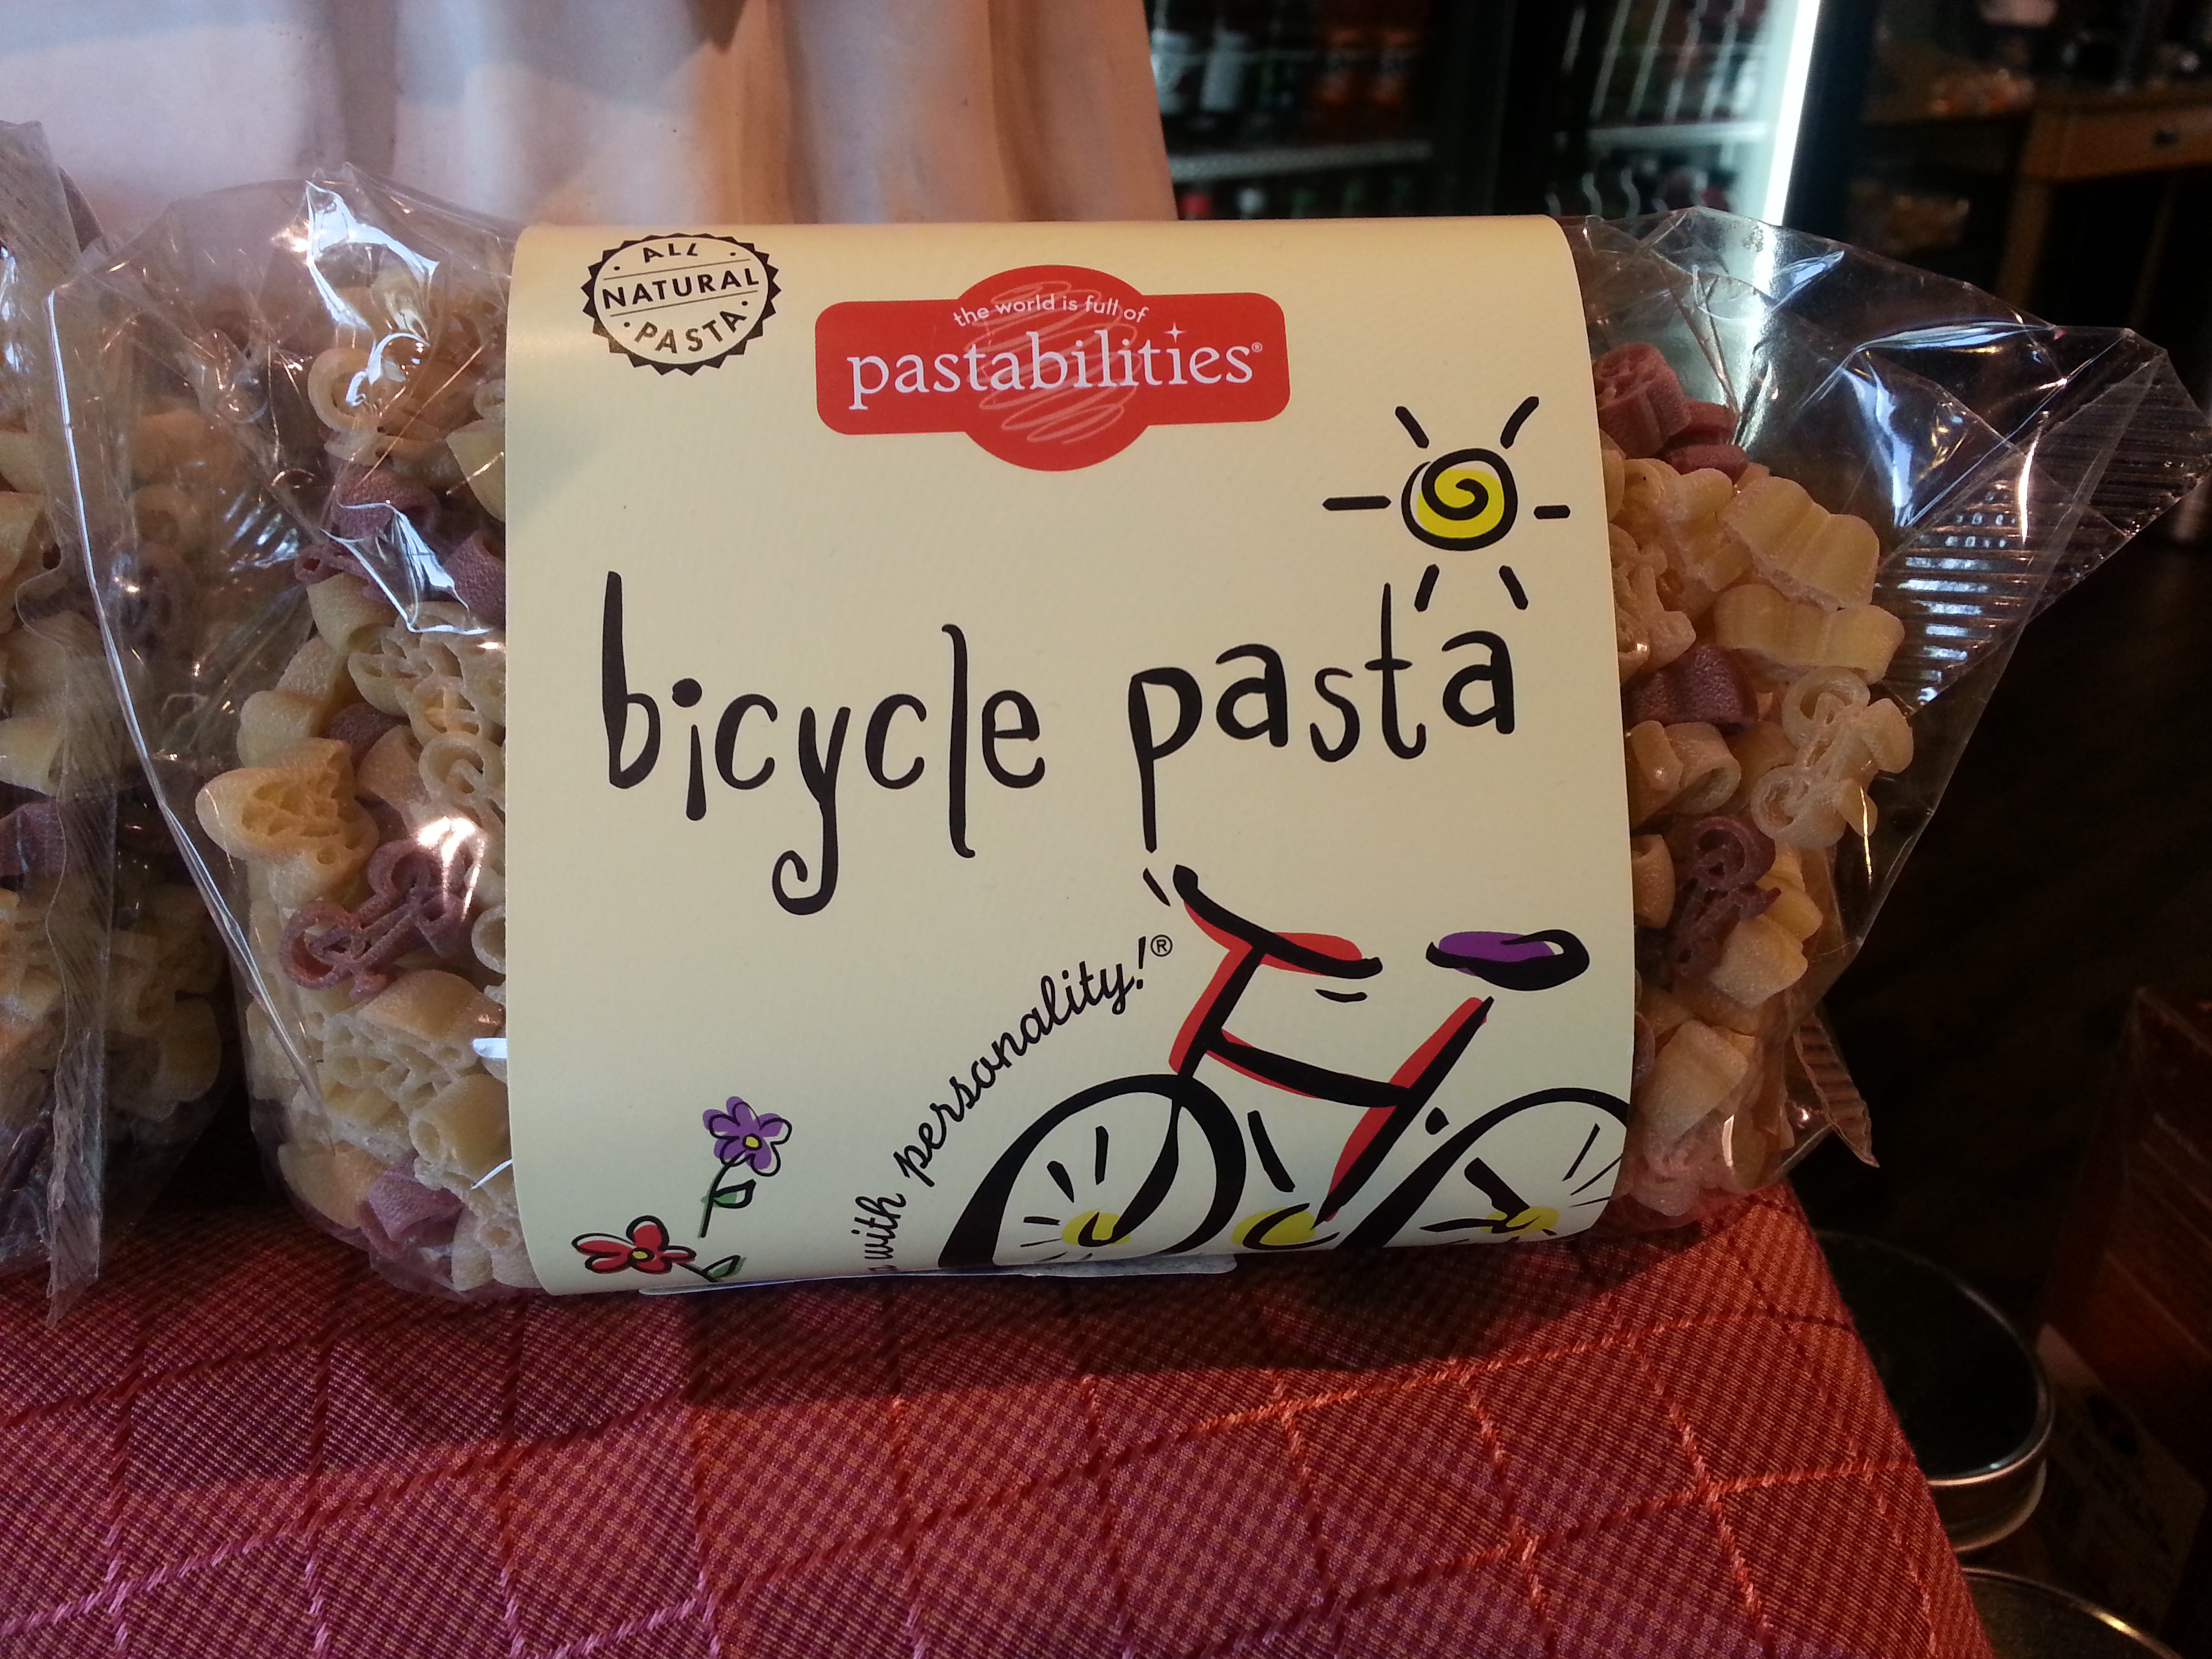 ALL
NATURAL
PASTA
the world is full of
pastabilities®
bicycle pasta
with personality!®